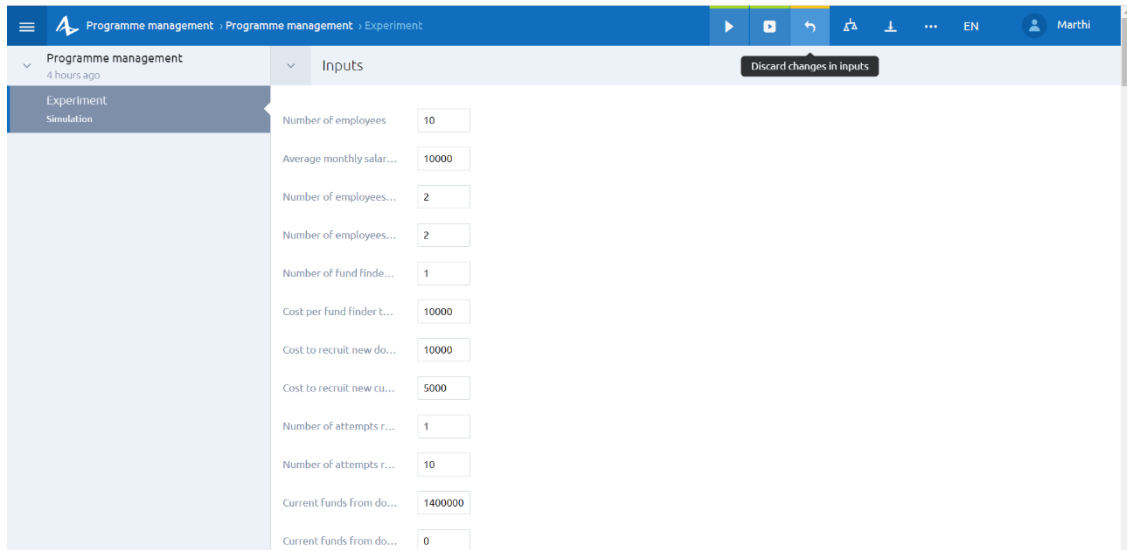 Programme management › Programme management › Experiment
EN
Marthi
Programme management
4 hours ago
Inputs
Discard changes in inputs
Experiment
Simulation
Number of employees 10
Average monthly salar... 10000
Number of employees... 2
Number of employees... 2
Number of fund finde... 1
Cost per fund finder t... 10000
Cost to recruit new do... 10000
Cost to recruit new cu... 5000
Number of attempts r... 1
Number of attempts r... 10
Current funds from do... 1400000
Current funds from do... 0